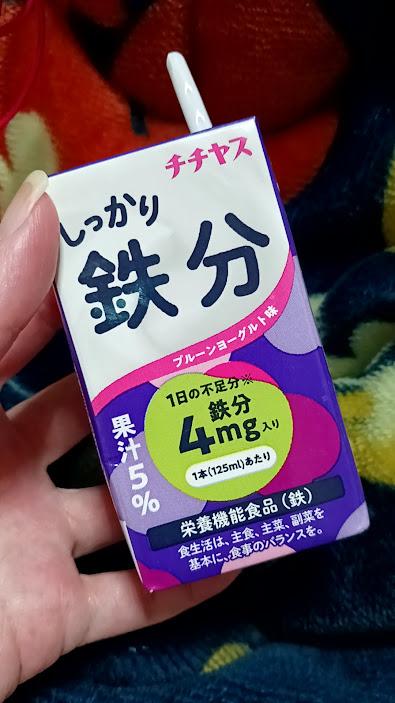 チチヤス
しっかり
鉄分
プルーンヨーグルト味
1日の不足分※
鉄分
4mg入り
1本(125ml)あたり
果汁5%
栄養機能食品(鉄)
食生活は、主食、主菜、副菜を
基本に、食事のバランスを。